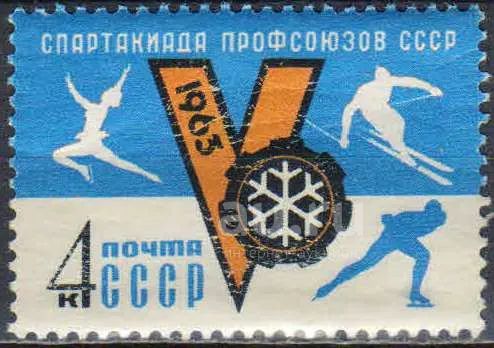 СПАРТАКИАДА ПРОФСОЮЗОВ СССР
1963
V
4 к
ПОЧТА
СССР